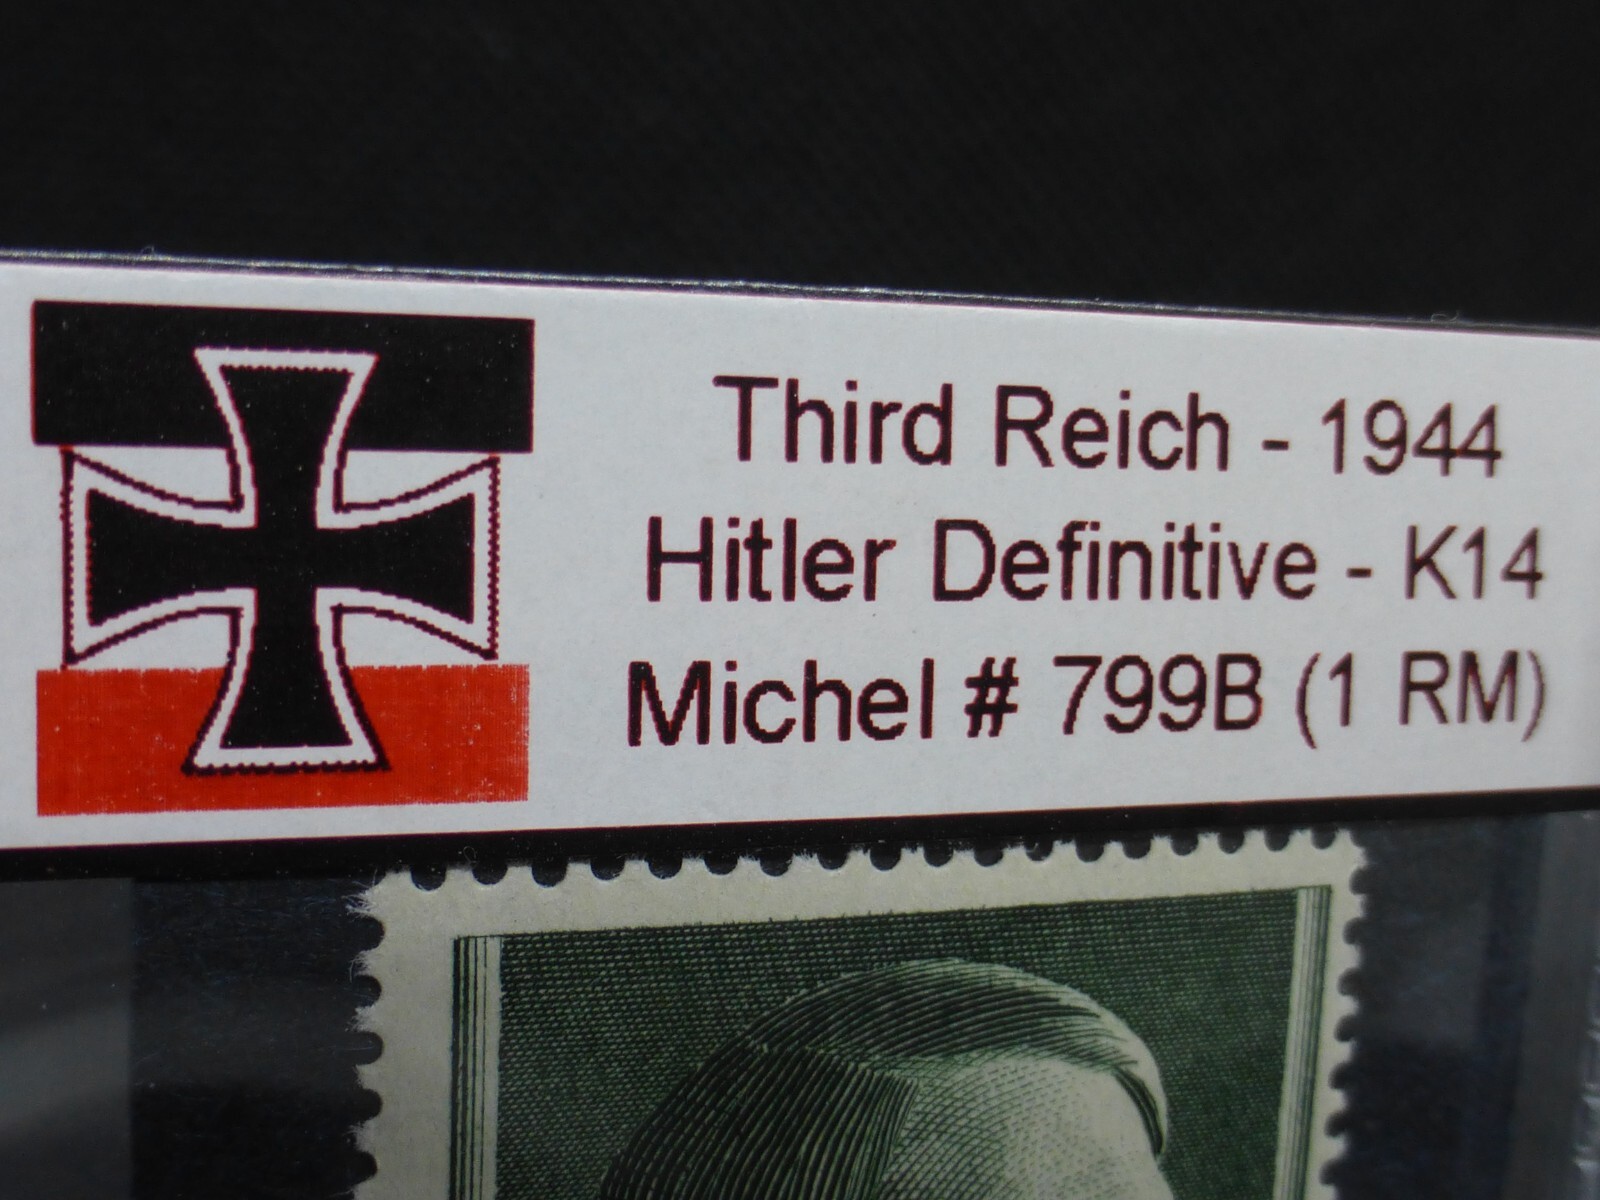 Third Reich - 1944
Hitler Definitive - K14
Michel # 799B (1 RM)